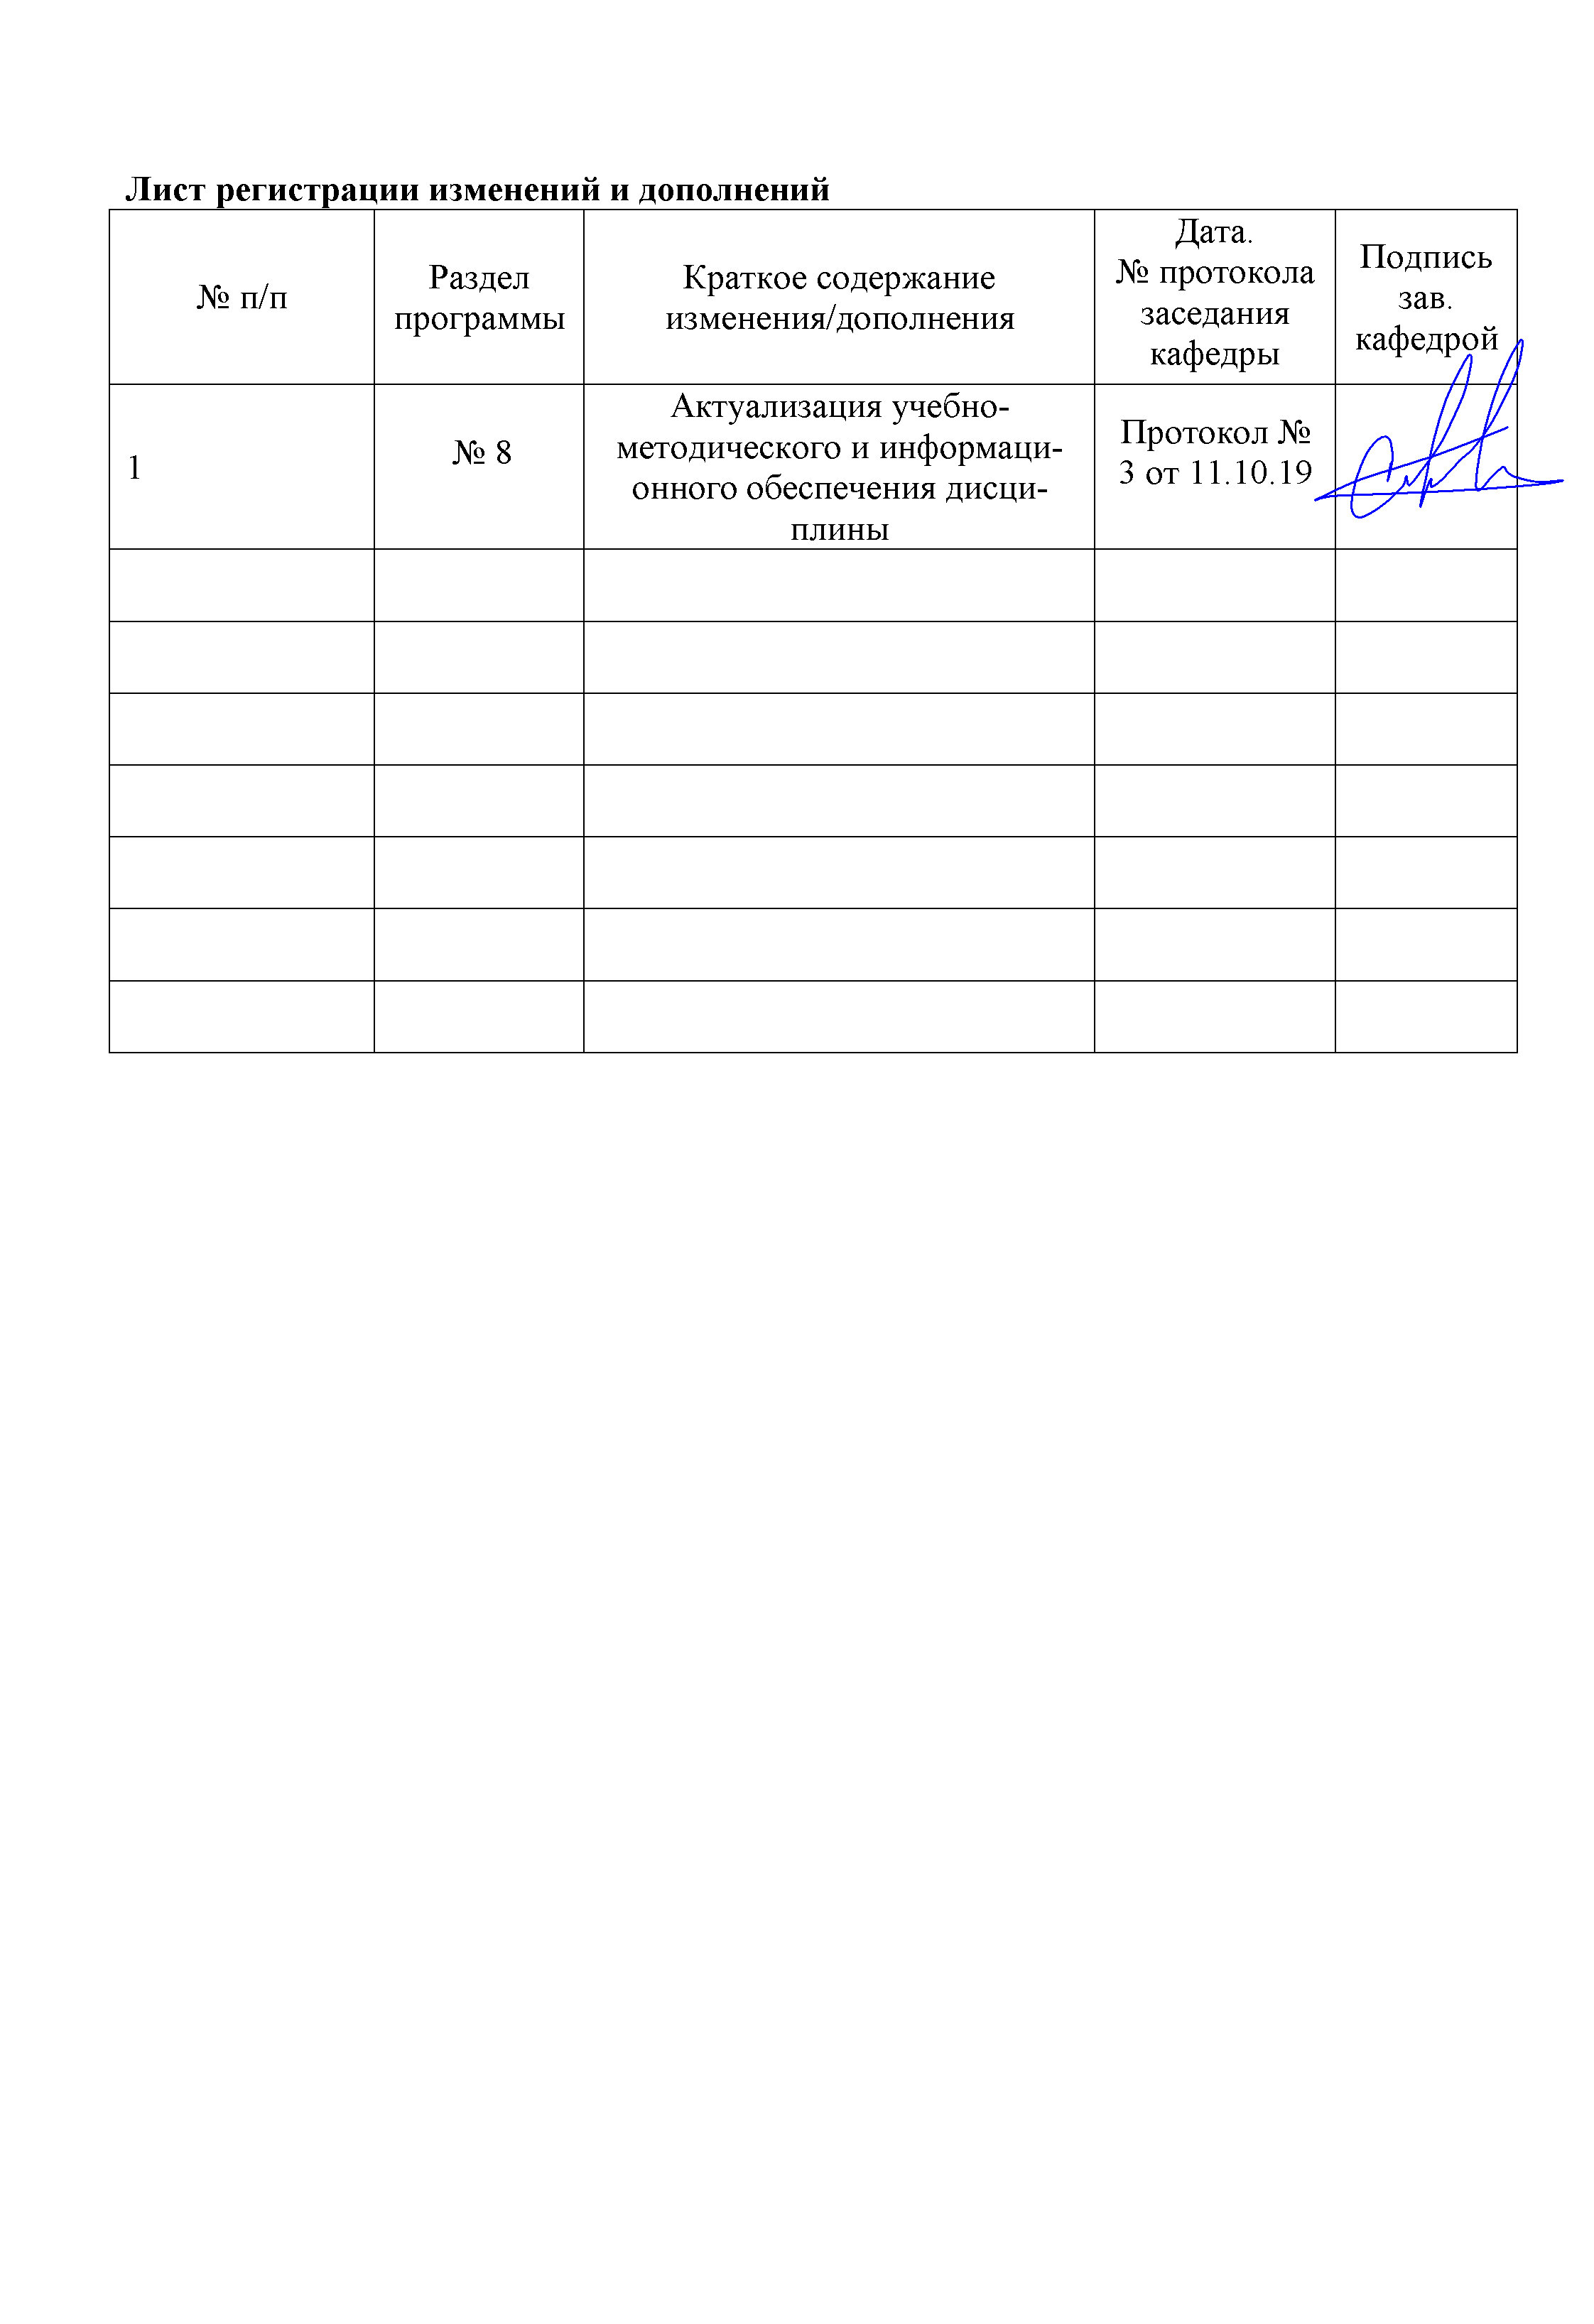 Лист регистрации изменений и дополнений
№ п/п
Раздел
программы
Краткое содержание
изменения/дополнения
Дата.
№ протокола
заседания
кафедры
Подпись
зав.
кафедрой
1
№ 8
Актуализация учебно-
методического и информаци-
онного обеспечения дисци-
плины
Протокол №
3 от 11.10.19